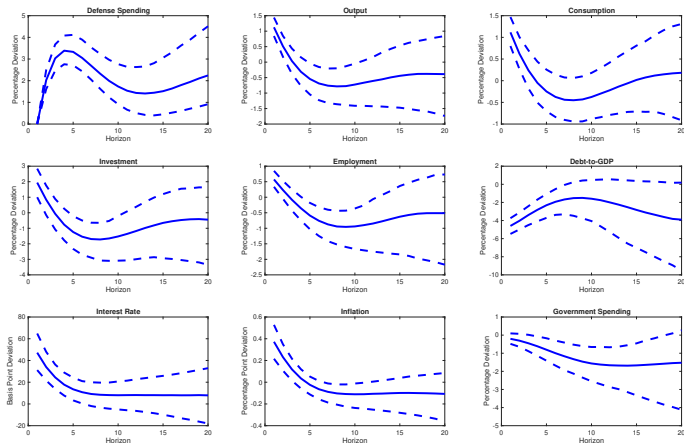 Defense Spending
Percentage Deviation
5
4
3
2
1
0
0 5 10 15 20
Horizon
Output
Percentage Deviation
1.5
1
0.5
0
-0.5
-1
-1.5
-2
0 5 10 15 20
Horizon
Consumption
Percentage Deviation
1.5
1
0.5
0
-0.5
-1
0 5 10 15 20
Horizon
Investment
Percentage Deviation
3
2
1
0
-1
-2
-3
-4
0 5 10 15 20
Horizon
Employment
Percentage Deviation
1
0.5
0
-0.5
-1
-1.5
-2
-2.5
0 5 10 15 20
Horizon
Debt-to-GDP
Percentage Deviation
2
0
-2
-4
-6
-8
-10
0 5 10 15 20
Horizon
Interest Rate
Basis Point Deviation
80
60
40
20
0
-20
0 5 10 15 20
Horizon
Inflation
Percentage Point Deviation
0.6
0.4
0.2
0
-0.2
-0.4
0 5 10 15 20
Horizon
Government Spending
Percentage Deviation
1
0
-1
-2
-3
-4
-5
0 5 10 15 20
Horizon